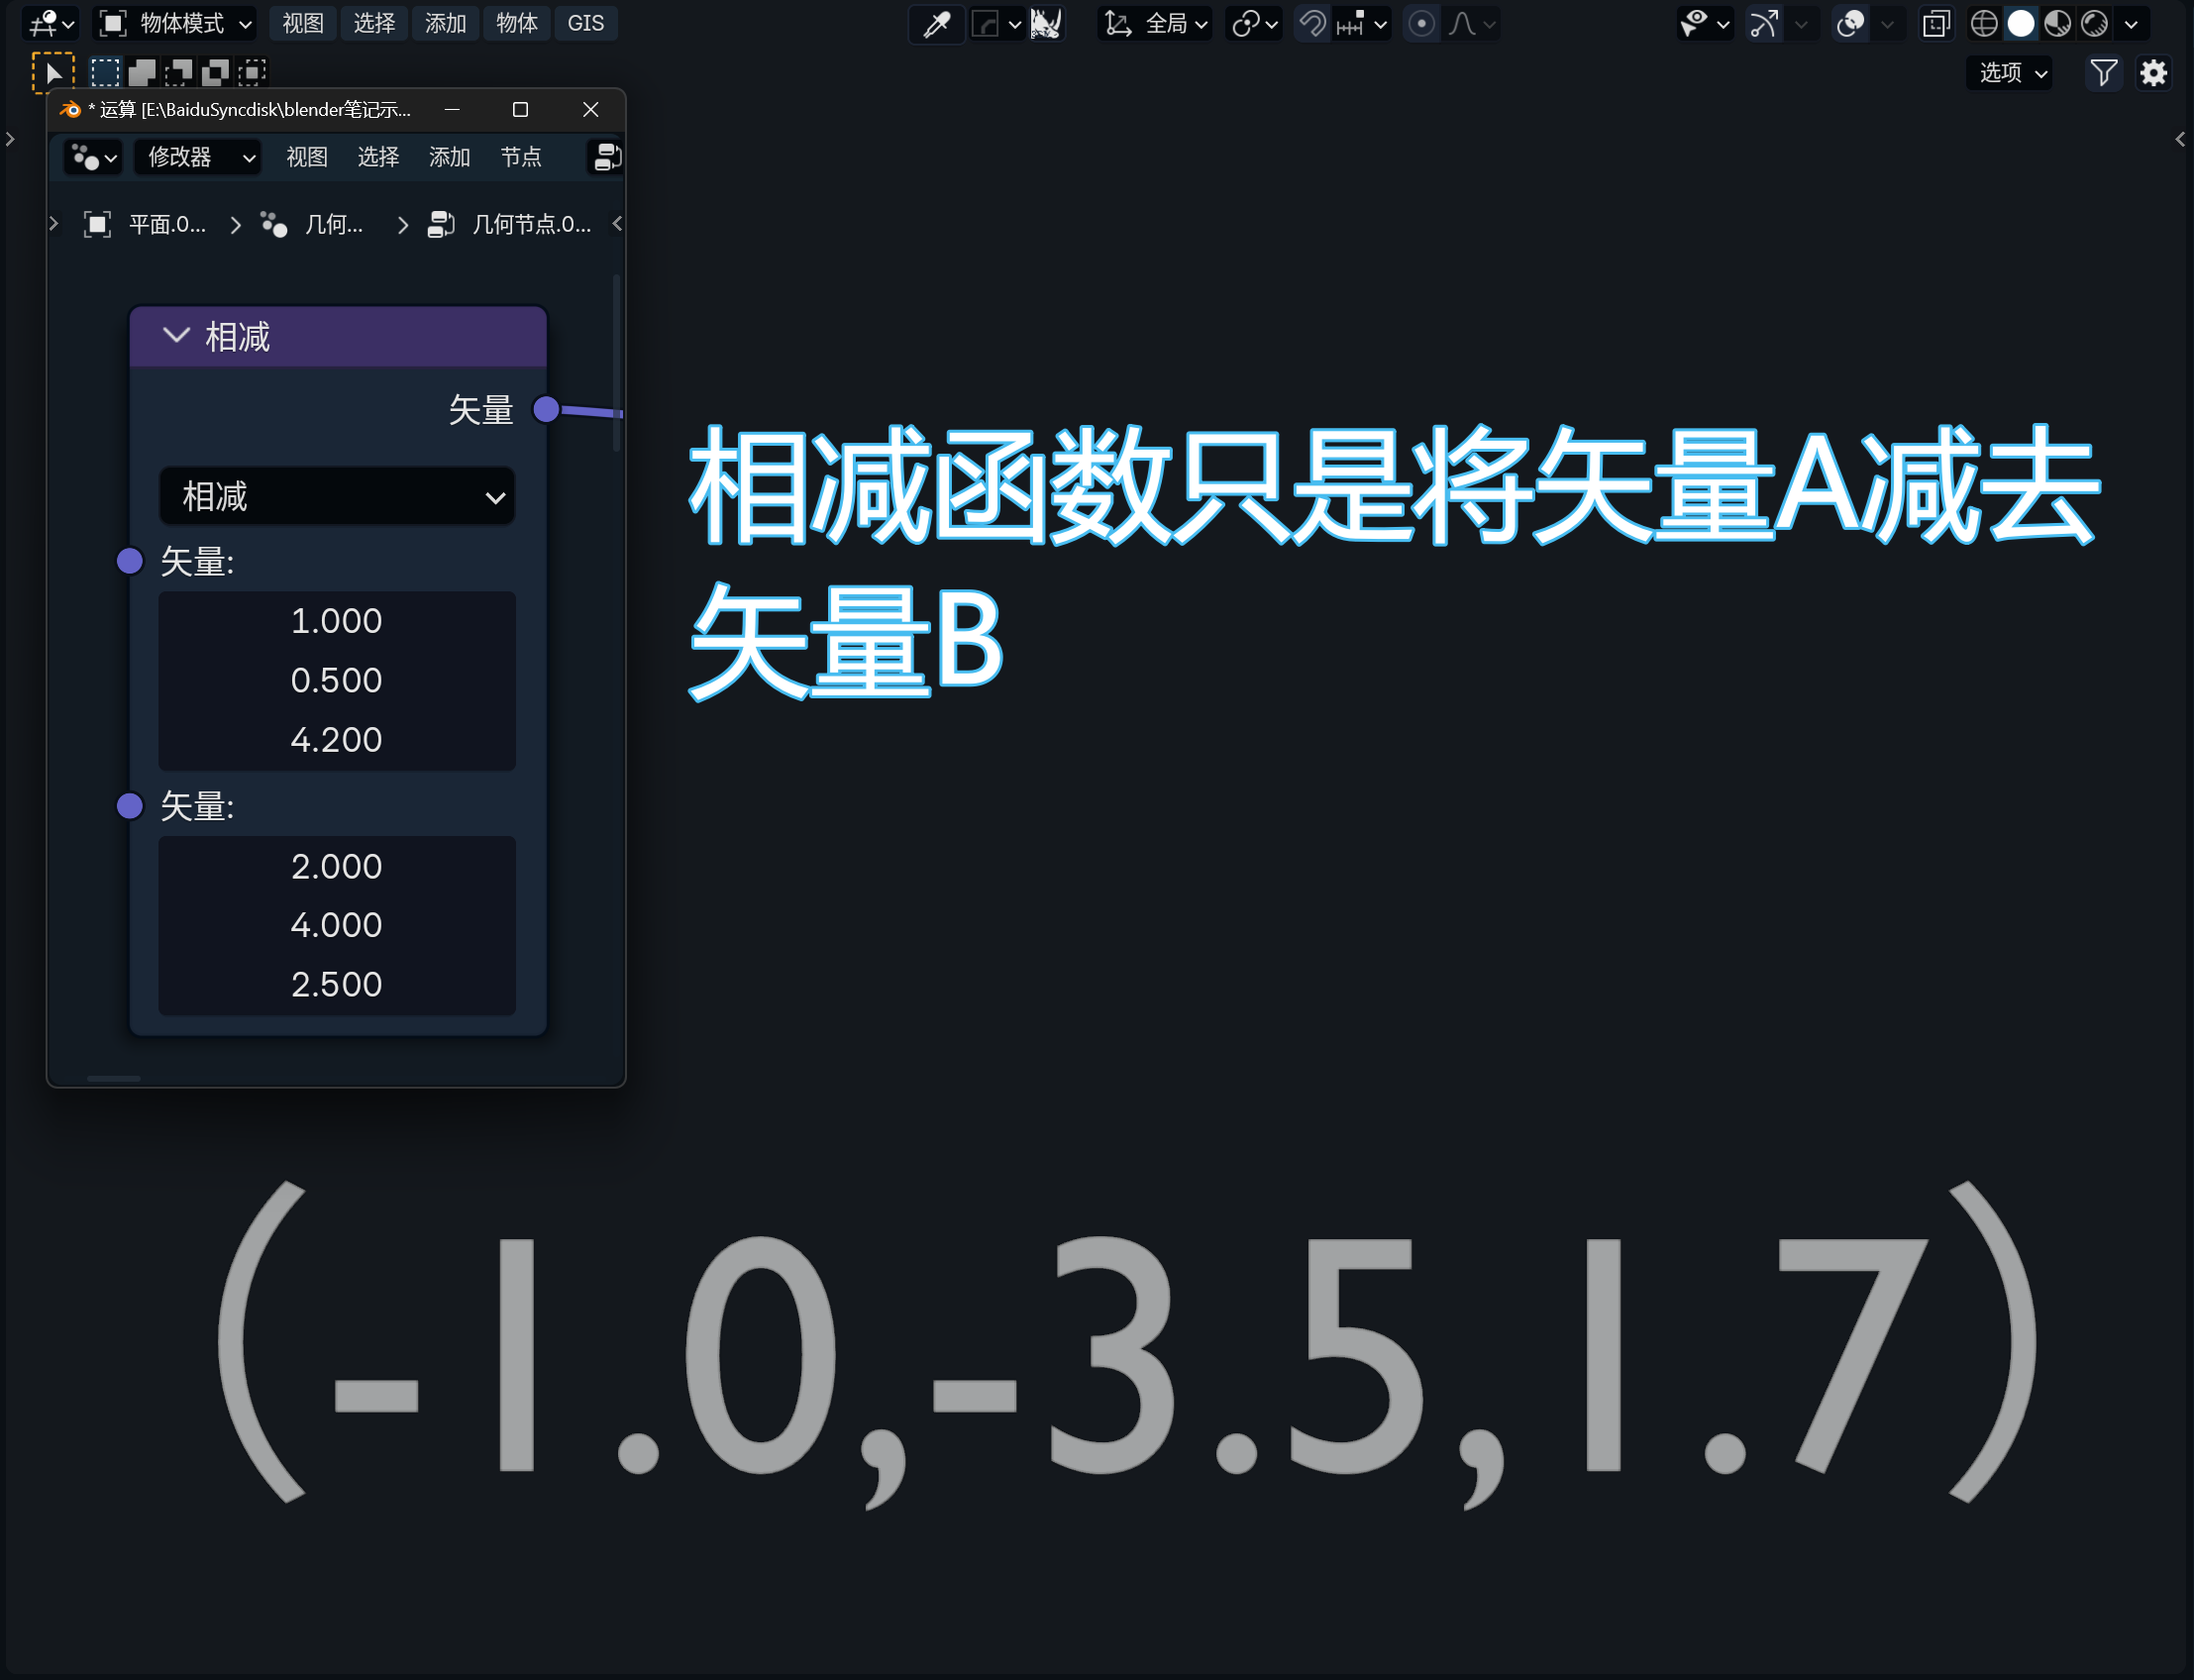 物体模式 视图 选择 添加 物体 GIS 全局
选项
* 运算 [E:\BaiduSyncdisk\blender笔记示...
修改器 视图 选择 添加 节点
平面.0... 几何... 几何节点.0...
相减
矢量
相减
矢量:
1.000
0.500
4.200
矢量:
2.000
4.000
2.500
相减函数只是将矢量A减去
矢量B
(-1.0,-3.5,1.7)